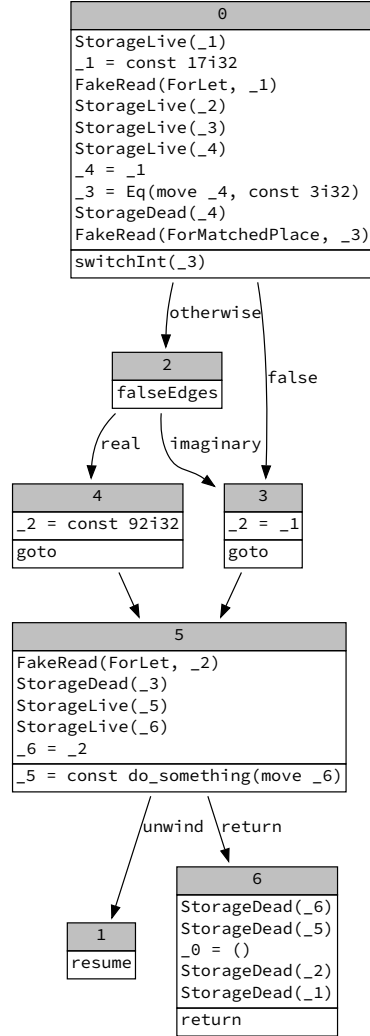 0
StorageLive(_1)
_1 = const 17i32
FakeRead(ForLet, _1)
StorageLive(_2)
StorageLive(_3)
StorageLive(_4)
_4 = _1
_3 = Eq(move _4, const 3i32)
StorageDead(_4)
FakeRead(ForMatchedPlace, _3)
switchInt(_3)
otherwise
false
2
falseEdges
real
imaginary
4
_2 = const 92i32
goto
3
_2 = _1
goto
5
FakeRead(ForLet, _2)
StorageDead(_3)
StorageLive(_5)
StorageLive(_6)
_6 = _2
_5 = const do_something(move _6)
unwind
return
1
resume
6
StorageDead(_6)
StorageDead(_5)
_0 = ()
StorageDead(_2)
StorageDead(_1)
return